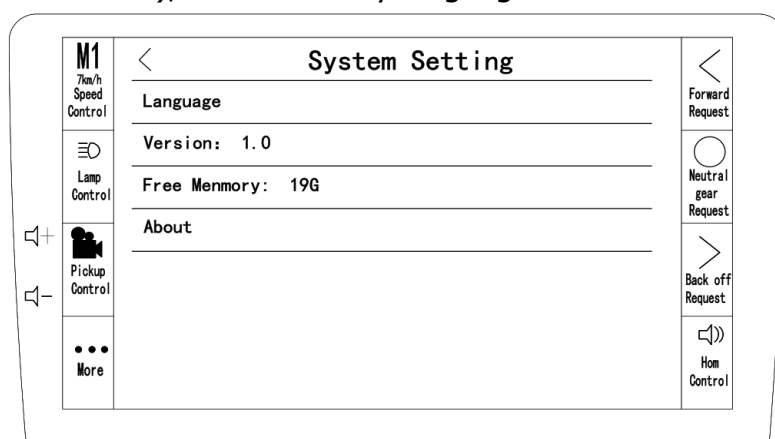 M1
7km/h
Speed
Control
Lamp
Control
Pickup
Control
More
System Setting
Language
Version: 1.0
Free Menmory: 19G
About
Forward
Request
Neutral
gear
Request
Back off
Request
Hom
Control